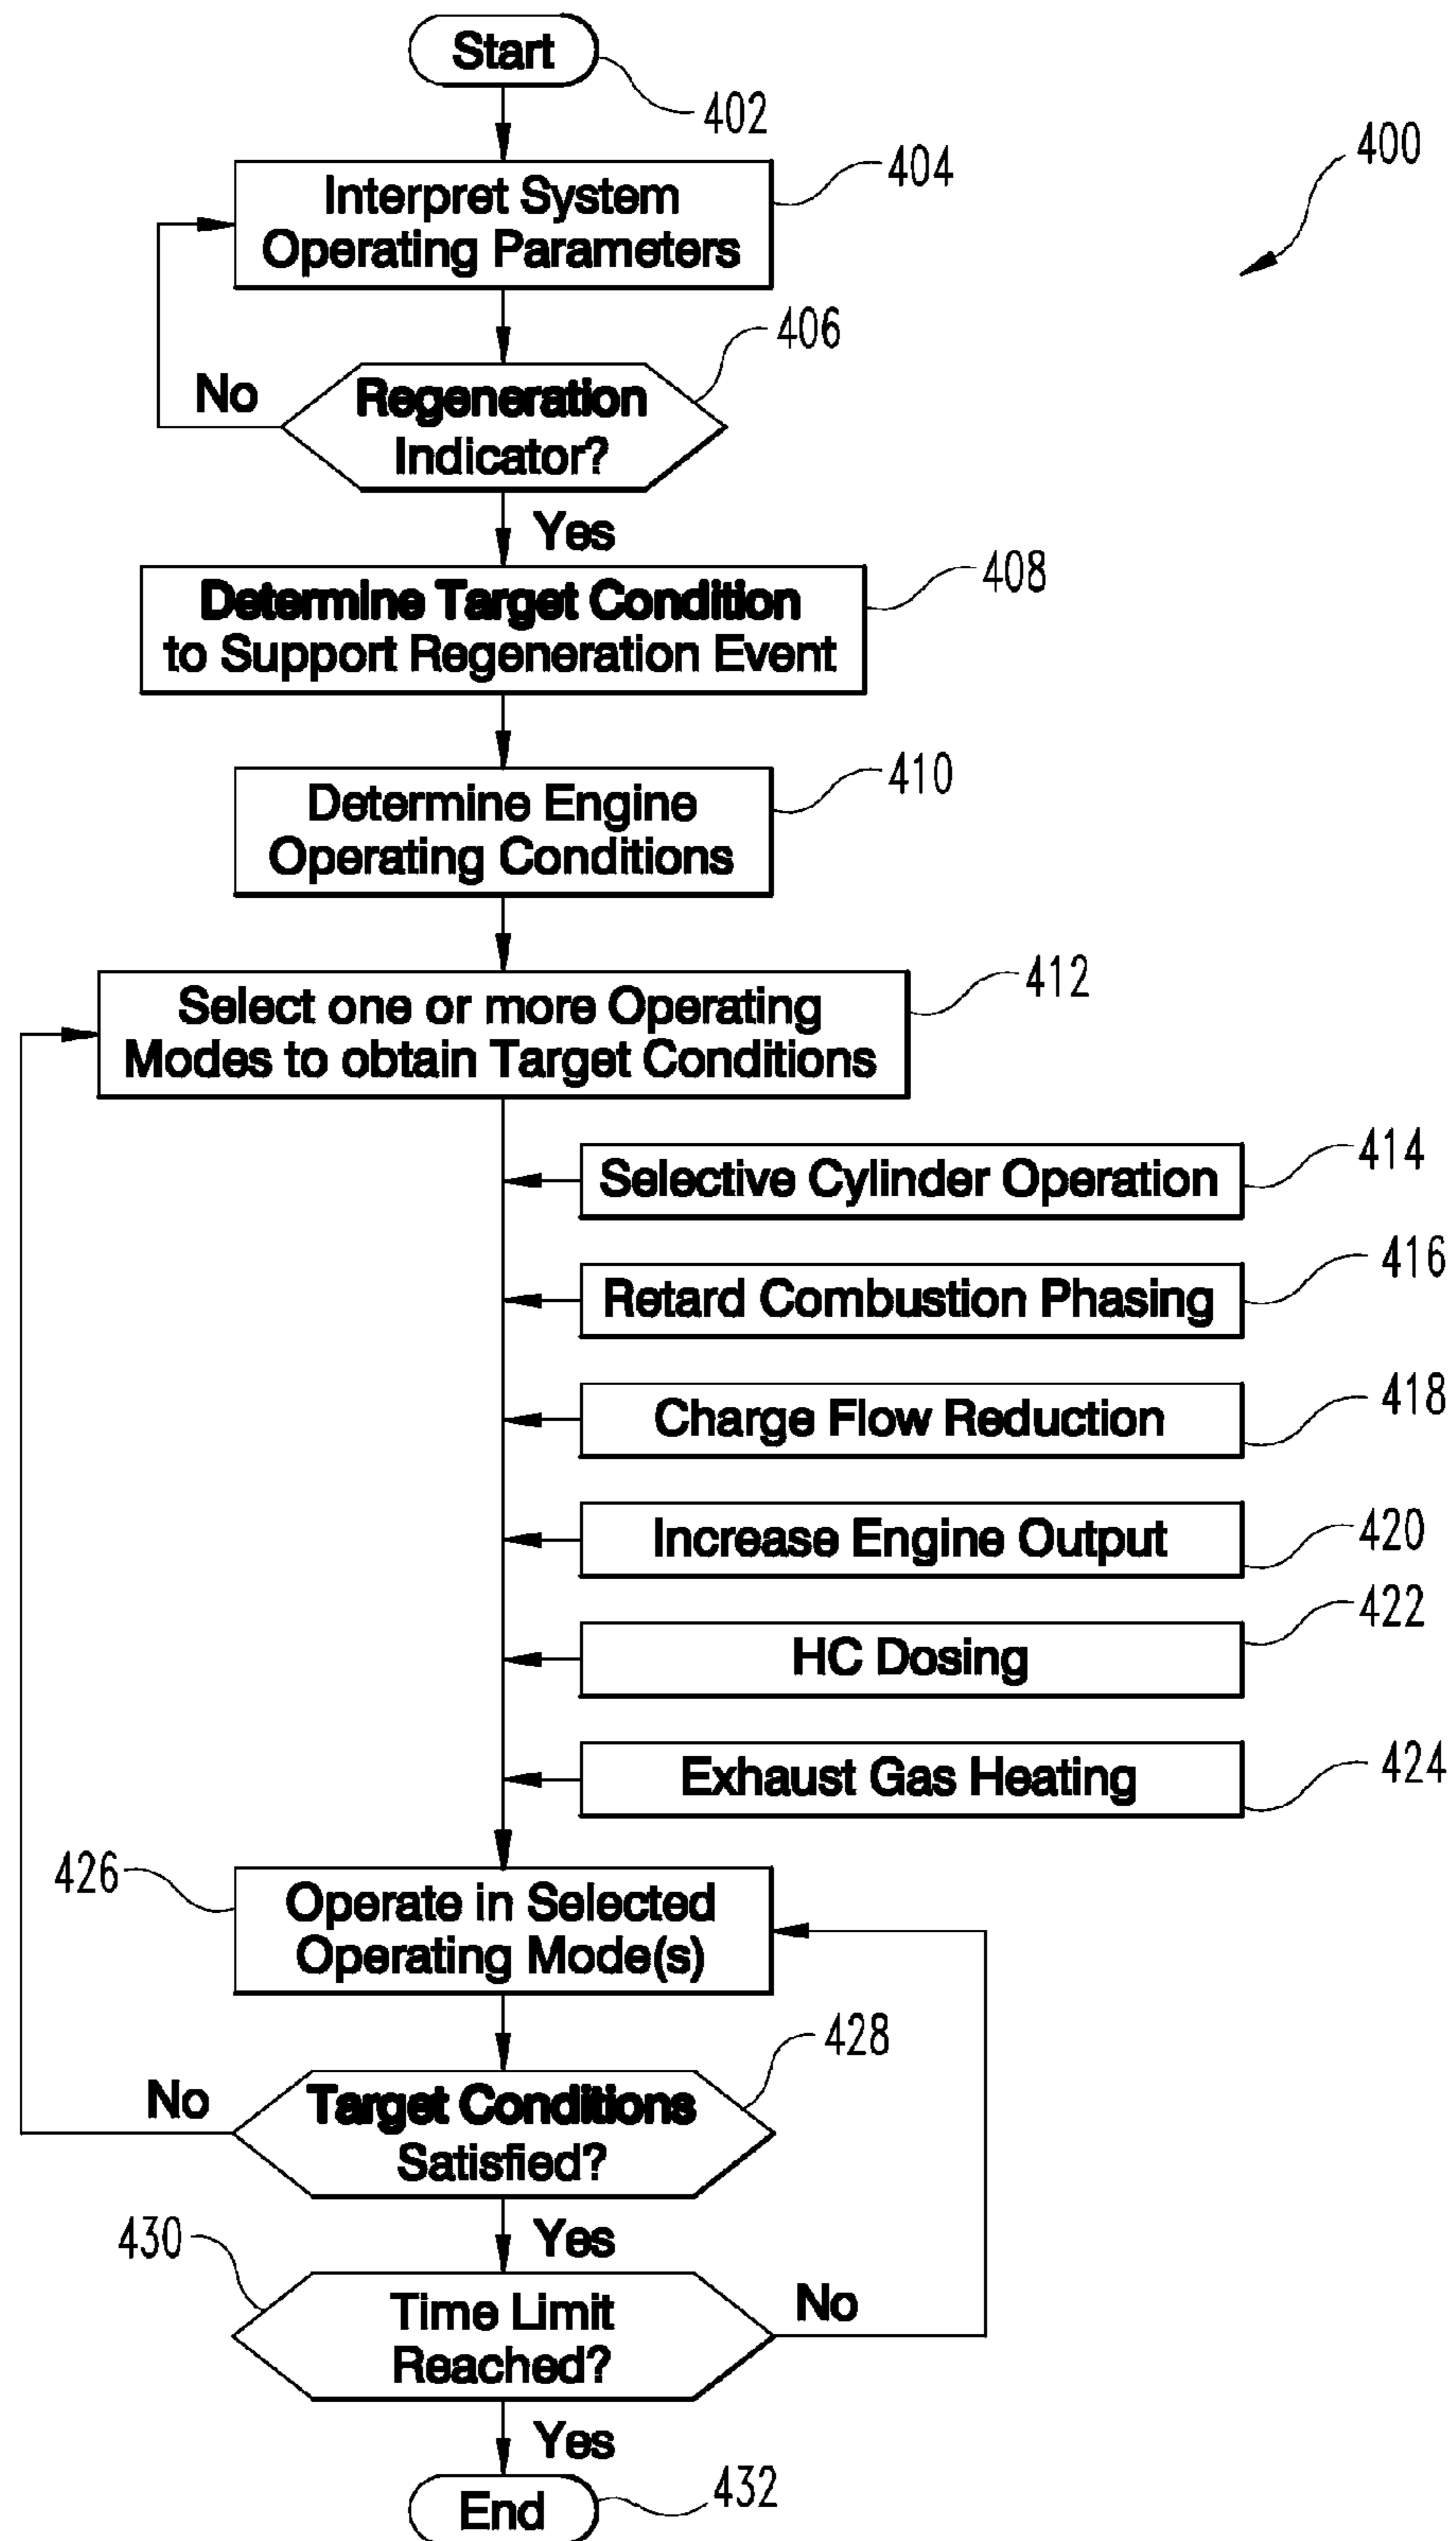 Start
402
400
Interpret System
Operating Parameters
404
Regeneration
Indicator?
406
No
Yes
Determine Target Condition
to Support Regeneration Event
408
Determine Engine
Operating Conditions
410
Select one or more Operating
Modes to obtain Target Conditions
412
Selective Cylinder Operation
414
Retard Combustion Phasing
416
Charge Flow Reduction
418
Increase Engine Output
420
HC Dosing
422
Exhaust Gas Heating
424
426
Operate in Selected
Operating Mode(s)
428
No
Target Conditions
Satisfied?
Yes
430
Time Limit
Reached?
No
Yes
End
432